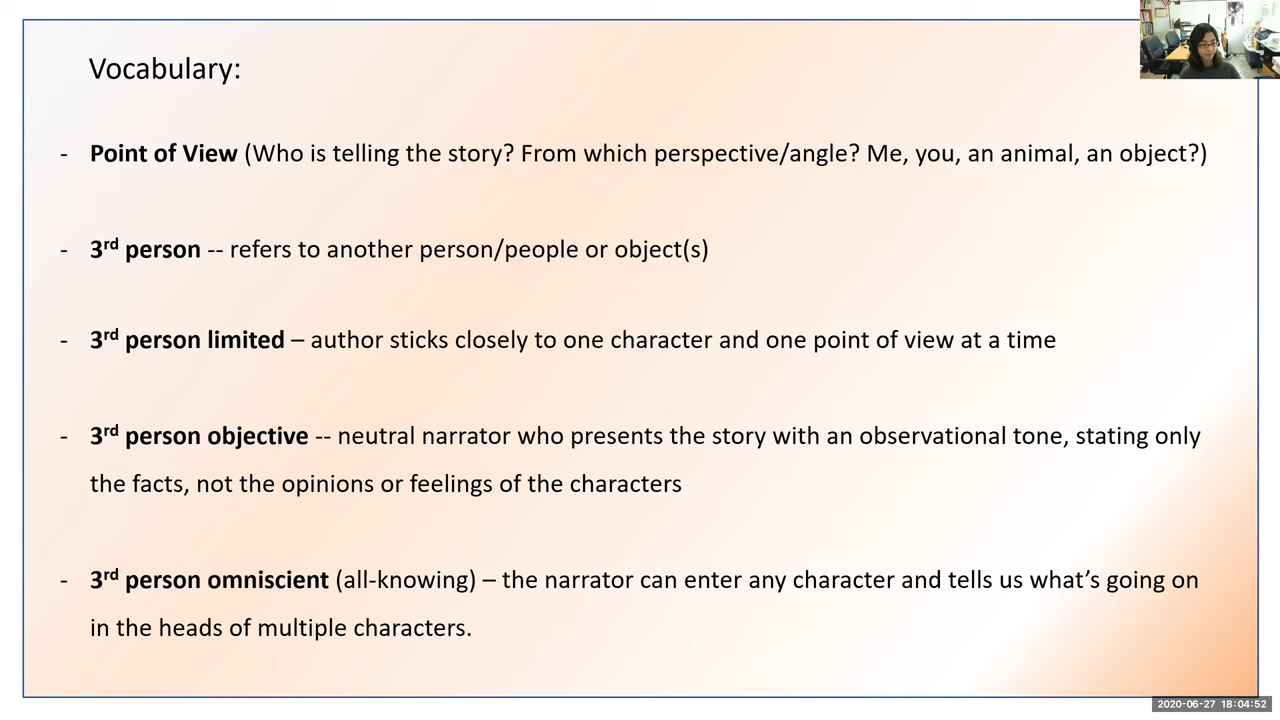 Vocabulary:
- Point of View (Who is telling the story? From which perspective/angle? Me, you, an animal, an object?)
- 3rd person -- refers to another person/people or object(s)
- 3rd person limited – author sticks closely to one character and one point of view at a time
- 3rd person objective -- neutral narrator who presents the story with an observational tone, stating only
the facts, not the opinions or feelings of the characters
- 3rd person omniscient (all-knowing) – the narrator can enter any character and tells us what’s going on
in the heads of multiple characters.
2020-06-27 18:04:52